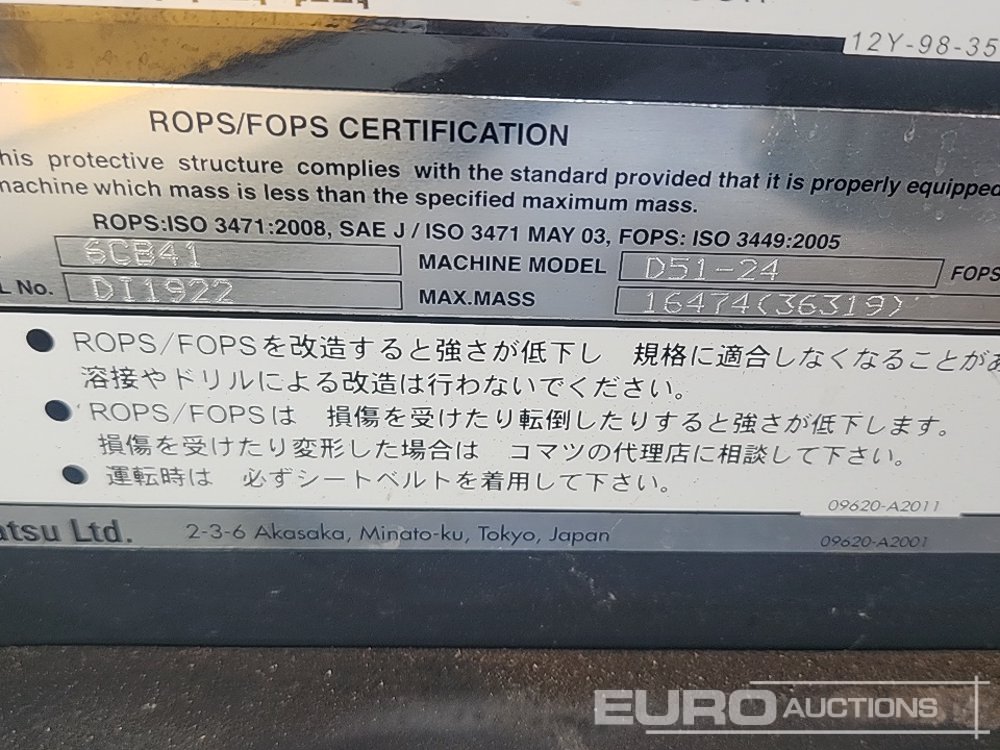 12Y-98-35
ROPS/FOPS CERTIFICATION
his protective structure complies with the standard provided that it is properly equipped
machine which mass is less than the specified maximum mass.
ROPS:ISO 3471:2008, SAE J / ISO 3471 MAY 03, FOPS: ISO 3449:2005
SCB41 MACHINE MODEL D51-24 FOPS
L No. DI1922 MAX.MASS 16474(36319)
● ROPS/FOPSを改造すると強さが低下し 規格に適合しなくなることがあ
溶接やドリルによる改造は行わないでください。
● ROPS/FOPSは 損傷を受けたり転倒したりすると強さが低下します。
損傷を受けたり変形した場合は コマツの代理店に相談して下さい。
● 運転時は 必ずシートベルトを着用して下さい。
09620-A2011
atsu Ltd. 2-3-6 Akasaka, Minato-ku, Tokyo, Japan 09620-A2001
EURO AUCTIONS